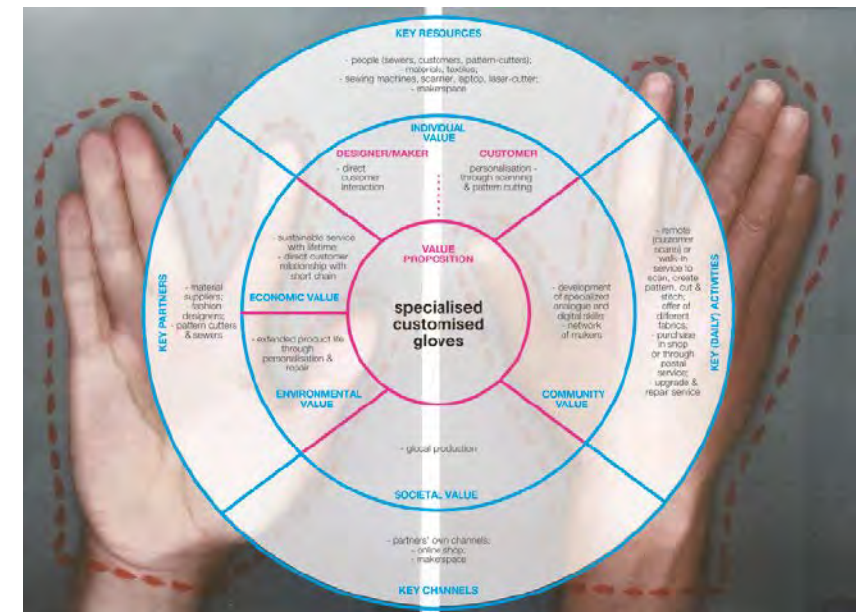 KEY RESOURCES
- people (sewers, customers, pattern-cutters);
materials, textiles;
- sewing machines, scanner, laptop, laser-cutter;
- makerspace
INDIVIDUAL
VALUE
DESIGNER/MAKER
- direct
customer
interaction
CUSTOMER
personalisation -
through scanning
& pattern cutting
- sustainable service
with lifetime;
- direct customer
relationship with
short chain
ECONOMIC VALUE
VALUE
PROPOSITION
specialised
customised
gloves
- development
of specialized
analogue and
digital skills
- network
of makers
COMMUNITY
VALUE
KEY PARTNERS
- material
suppliers;
- fashion
designers;
- pattern cutters
& sewers
- remote
(customer
scans) or
walk-in
service to
scan, create
pattern, cut &
stitch;
- offer of
different
fabrics;
- purchase
in shop
or through
postal
service;
- upgrade &
repair service
KEY (DAILY) ACTIVITIES
- extended product life
through
personalisation &
repair
ENVIRONMENTAL
VALUE
- glocal production
SOCIETAL VALUE
- partners' own channels;
- online shop;
- makerspace
KEY CHANNELS